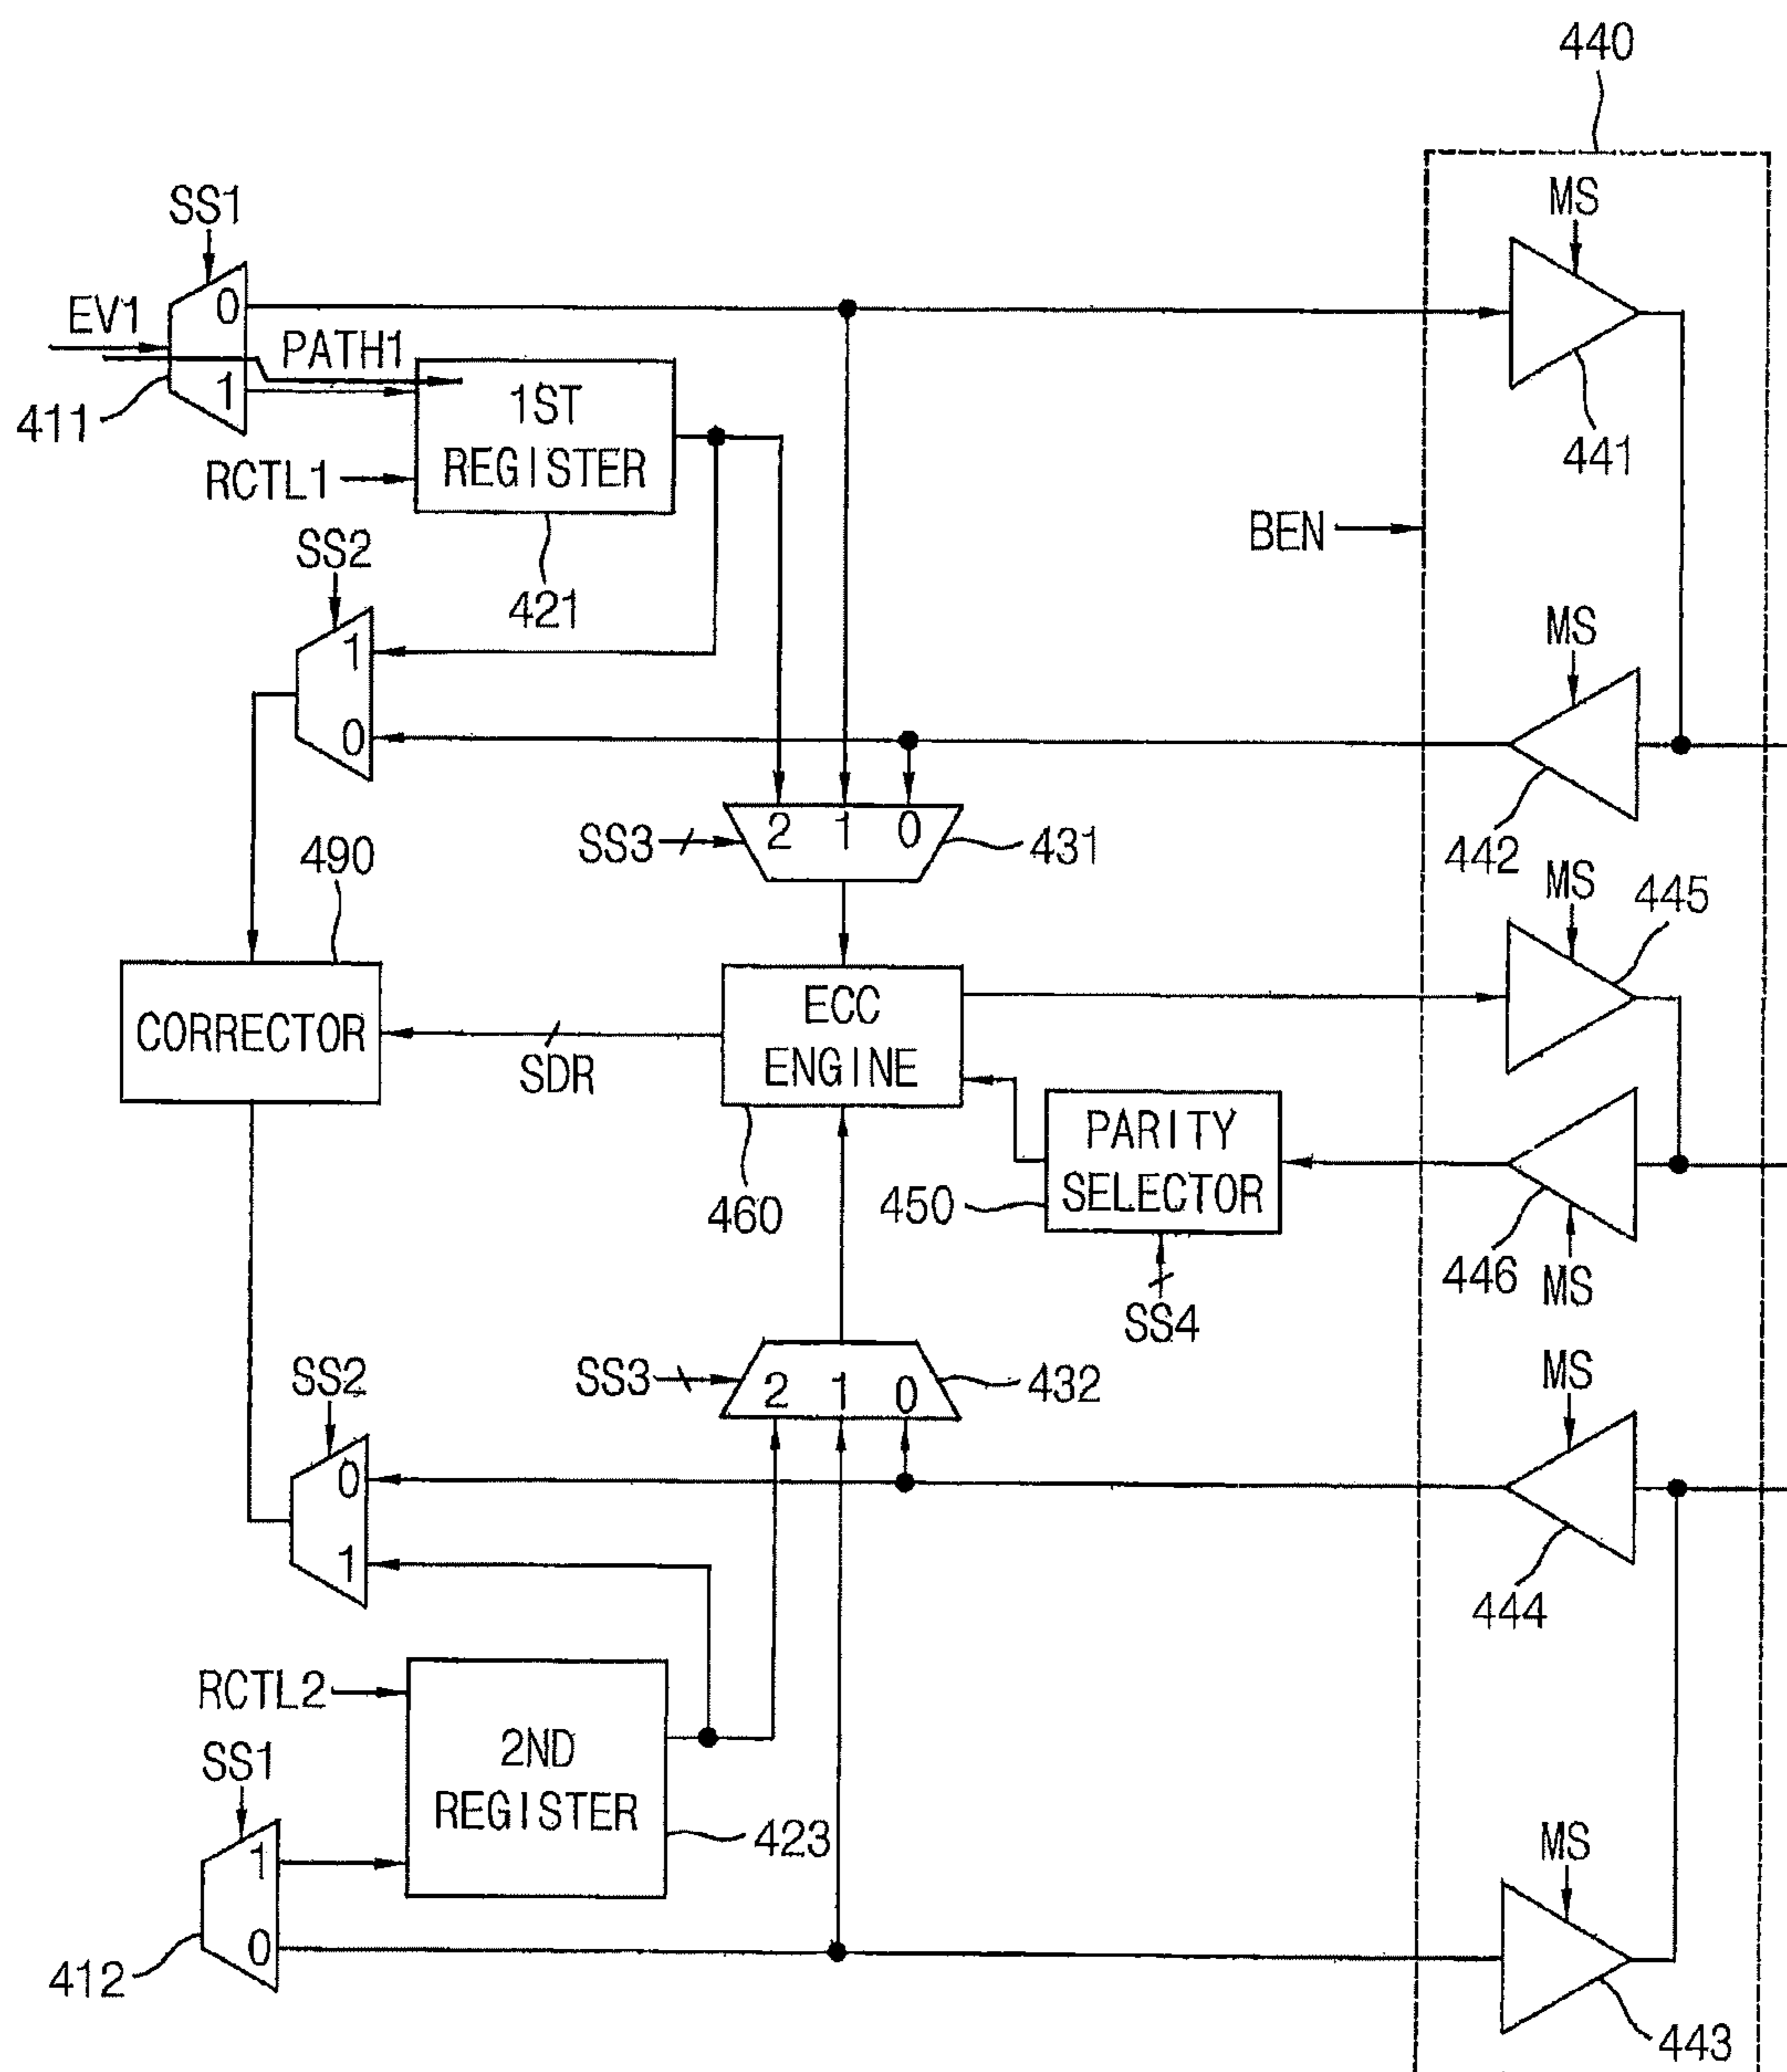 440
MS
SS1
0
EV1
PATH1
1
411
1ST
REGISTER
441
RCTL1
BEN
SS2
421
1
MS
0
2 1 0
SS3
431
442
490
MS
445
ECC
ENGINE
CORRECTOR
SDR
PARITY
SELECTOR
460
450
446
MS
SS4
MS
SS2
SS3
2 1 0
432
0
1
444
RCTL2
2ND
REGISTER
SS1
423
MS
1
0
412
443